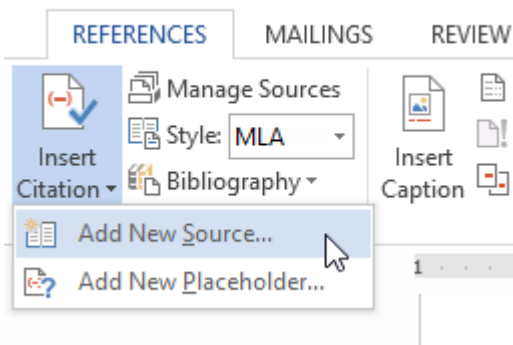 REFERENCES MAILINGS REVIEW
Manage Sources
Style: MLA
Insert Citation
Bibliography
Insert Caption
Add New Source...
Add New Placeholder...
1